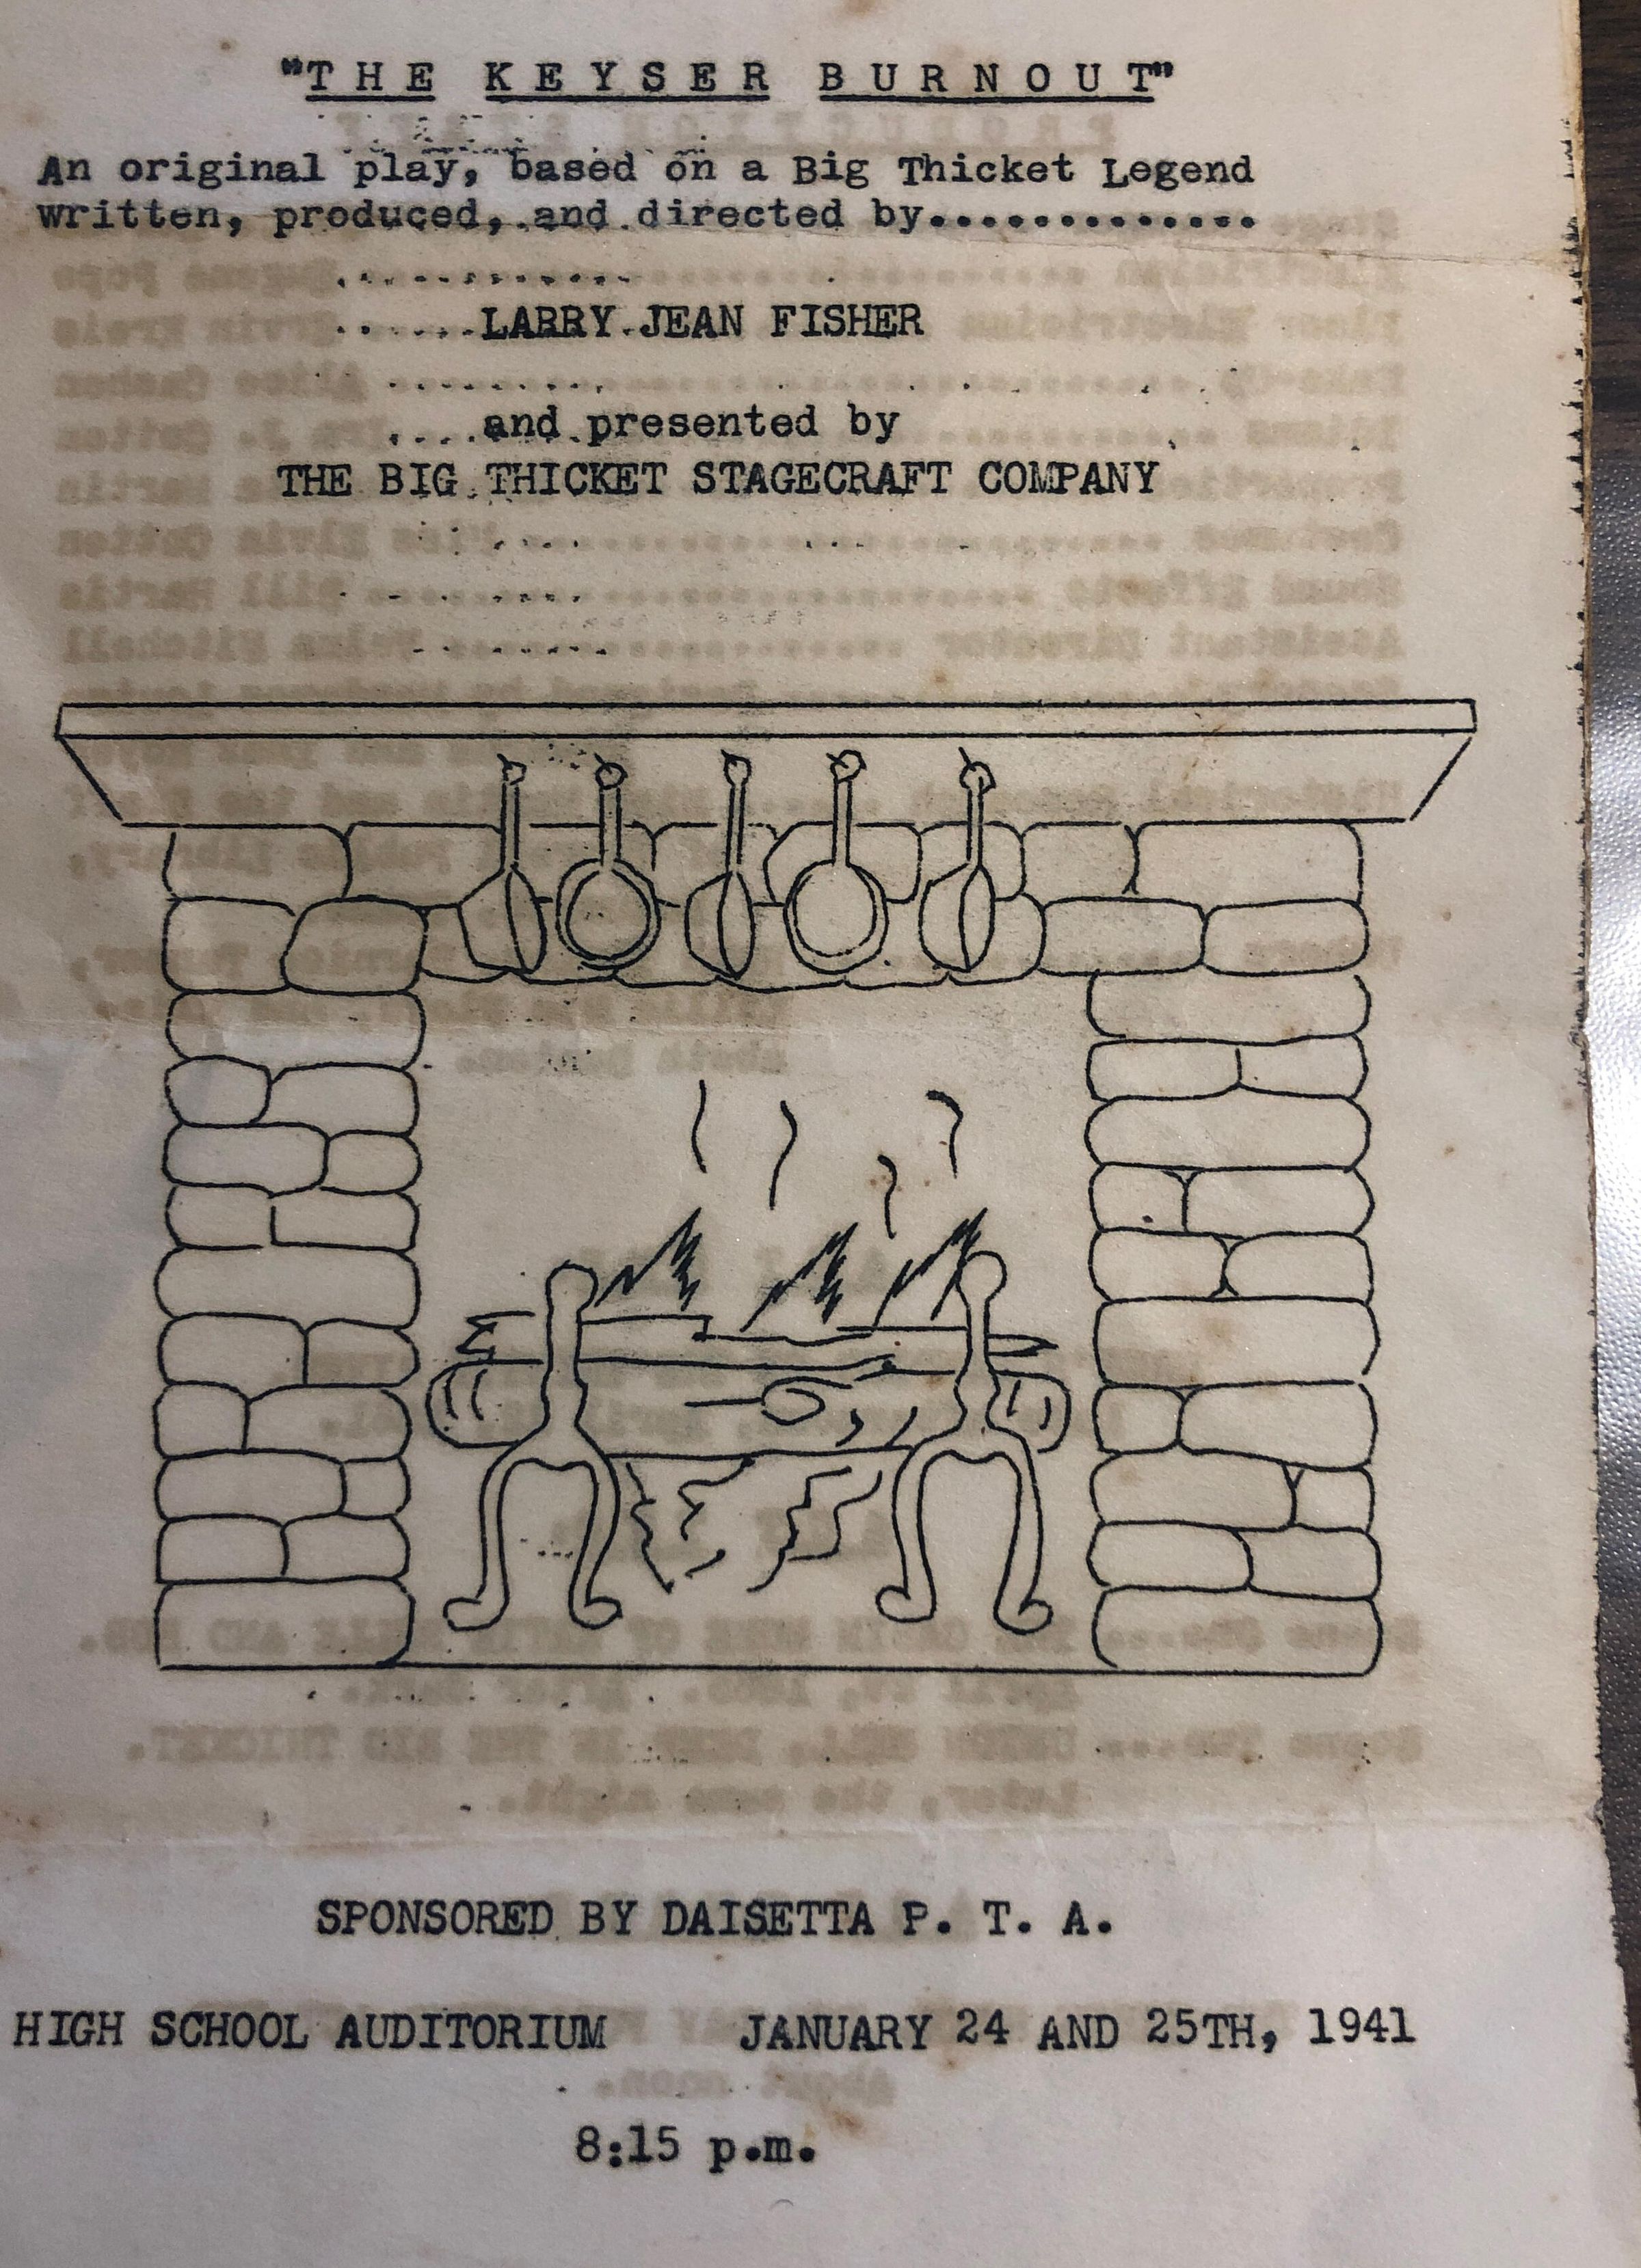 "THE KEYSER BURNOUT"
An original play, based on a Big Thicket Legend
written, produced, and directed by..............
LARRY JEAN FISHER
and presented by
THE BIG THICKET STAGECRAFT COMPANY
SPONSORED BY DAISETTA P. T. A.
HIGH SCHOOL AUDITORIUM JANUARY 24 AND 25TH, 1941
8:15 p.m.